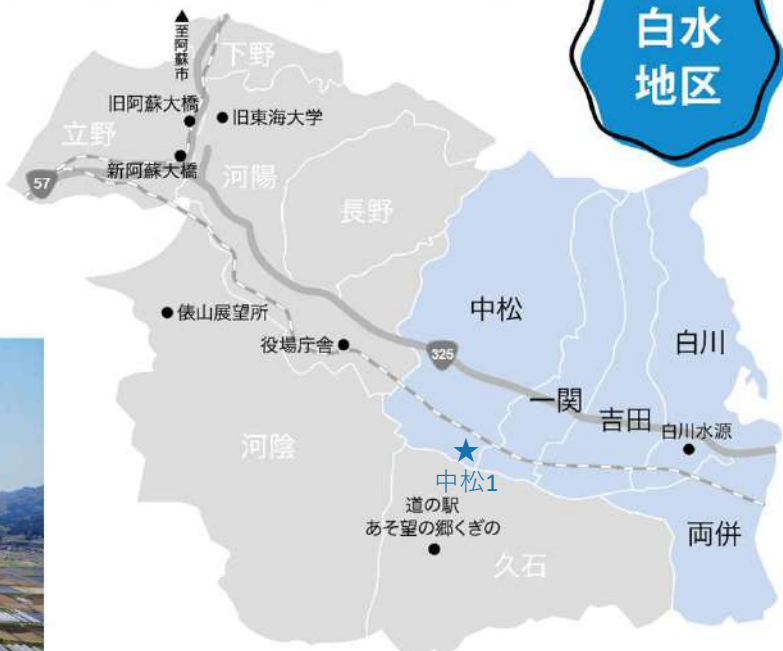 白水
地区
▲至阿蘇市
下野
旧阿蘇大橋
旧東海大学
立野
新阿蘇大橋
河陽
57
長野
中松
俵山展望所
役場庁舎
325
白川
一関
吉田
白川水源
河陰
中松1
道の駅
あそ望の郷くぎの
両併
久石